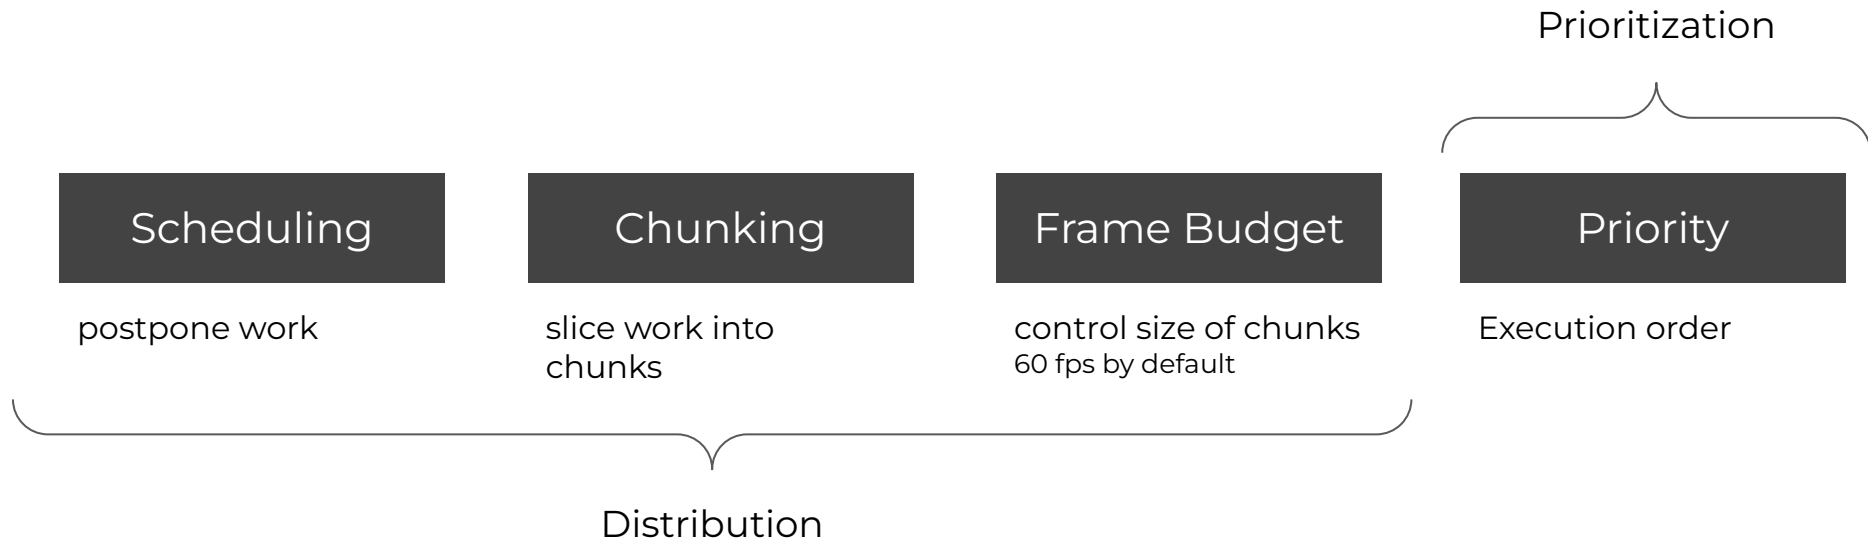 Prioritization
Scheduling
Chunking
Frame Budget
Priority
postpone work
slice work into
chunks
control size of chunks
60 fps by default
Execution order
Distribution